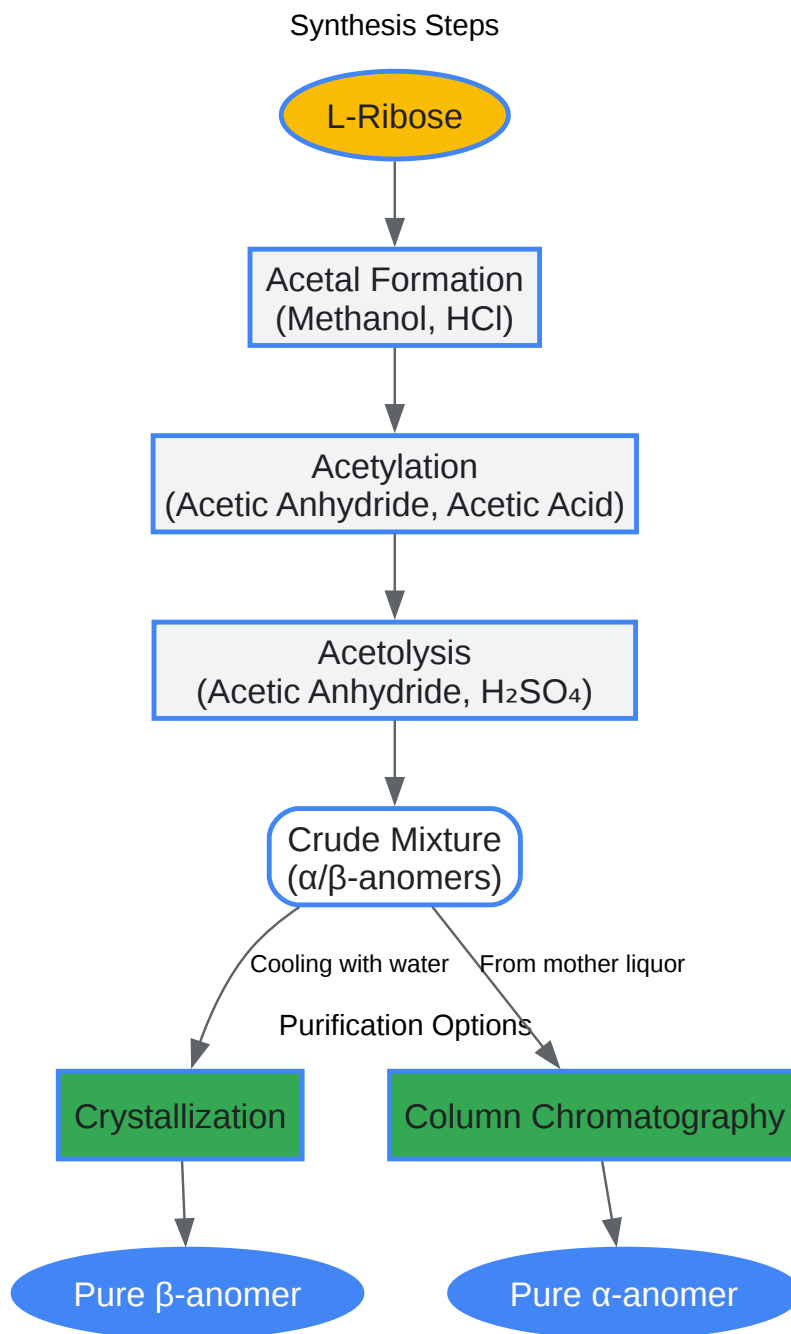 Synthesis Steps
L-Ribose
Acetal Formation
(Methanol, HCl)
Acetylation
(Acetic Anhydride, Acetic Acid)
Acetolysis
(Acetic Anhydride, H₂SO₄)
Crude Mixture
(α/β-anomers)
Cooling with water
From mother liquor
Purification Options
Crystallization
Column Chromatography
Pure β-anomer
Pure α-anomer